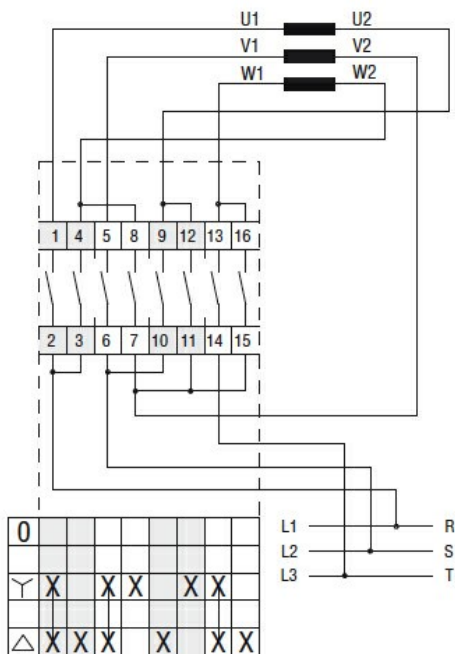 U1 U2
V1 V2
W1 W2
1 4 5 8 9 12 13 16
2 3 6 7 10 11 14 15
L1 R
L2 S
L3 T
0
Y X X X X X
△ X X X X X X